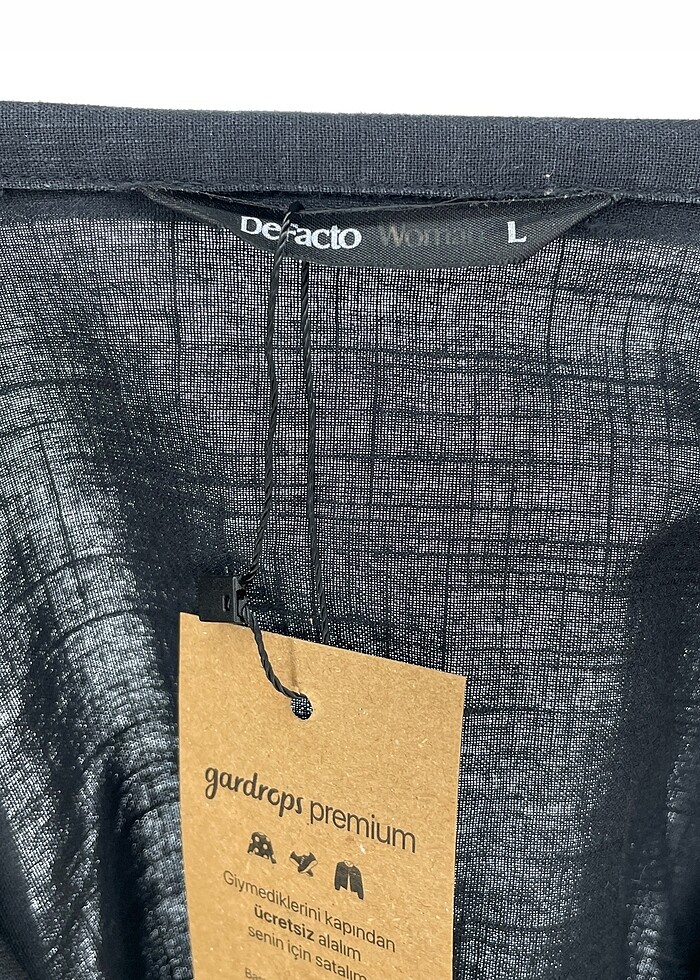 DeFacto Woman L
gardrops premium
Giymediklerini kapından
ücretsiz alalım
senin için satalım